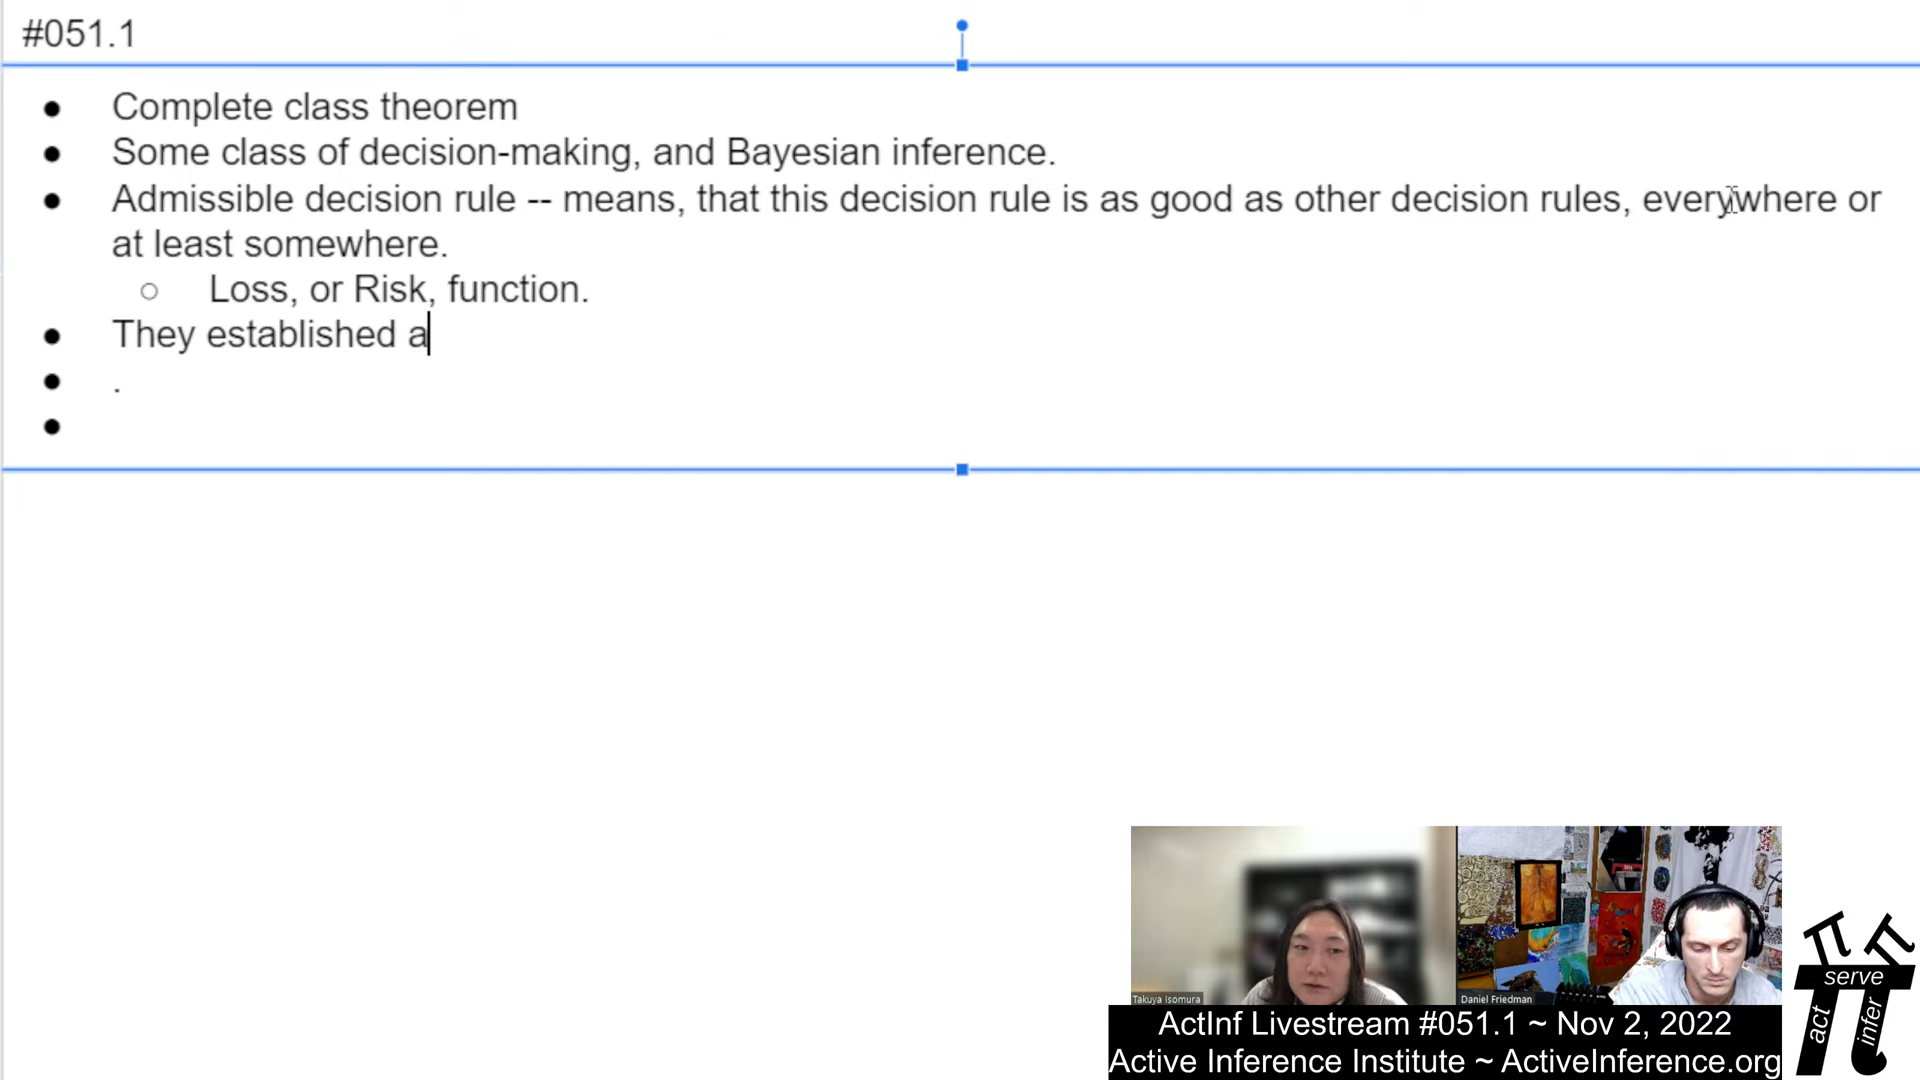 #051.1
● Complete class theorem
● Some class of decision-making, and Bayesian inference.
● Admissible decision rule -- means, that this decision rule is as good as other decision rules, everywhere or
at least somewhere.
○ Loss, or Risk, function.
● They established a
● .
●
Takuya Isomura
Daniel Friedman
ActInf Livestream #051.1 ~ Nov 2, 2022
Active Inference Institute ~ ActiveInference.org
serve
act
infer